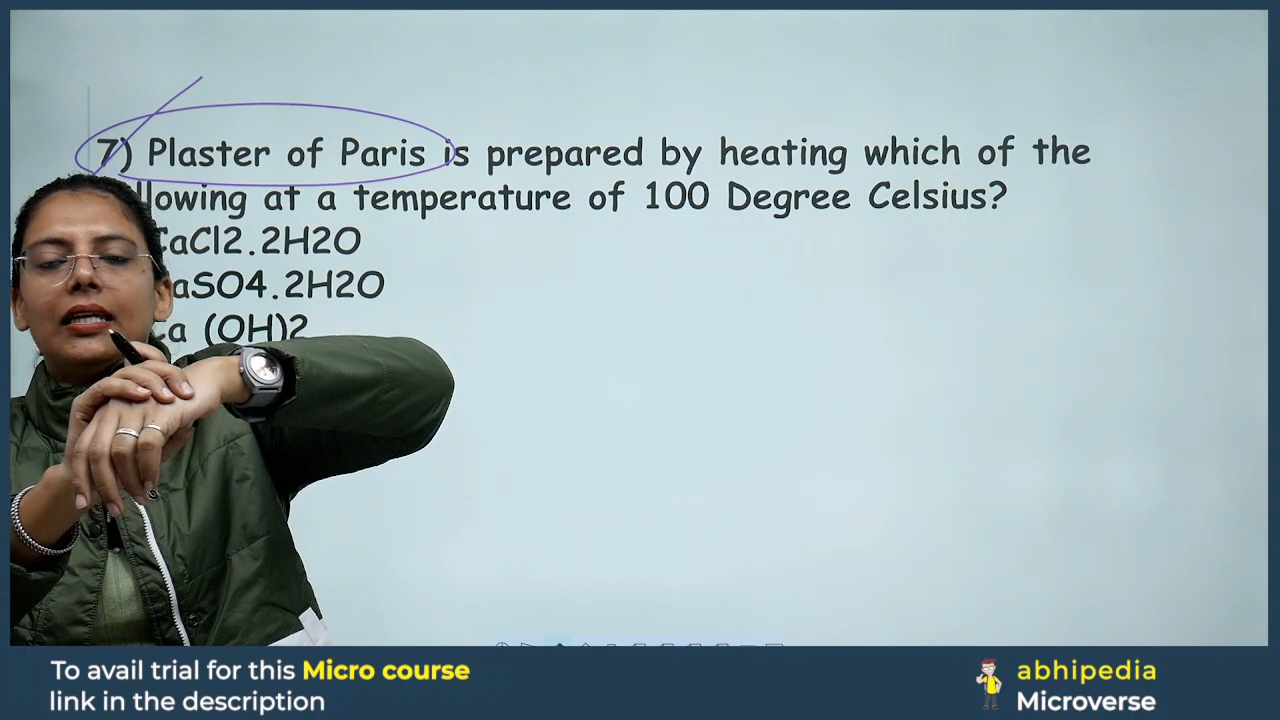 7) Plaster of Paris is prepared by heating which of the
llowing at a temperature of 100 Degree Celsius?
CaCl2.2H2O
aSO4.2H2O
Ca (OH)2
To avail trial for this Micro course
link in the description
abhipedia
Microverse